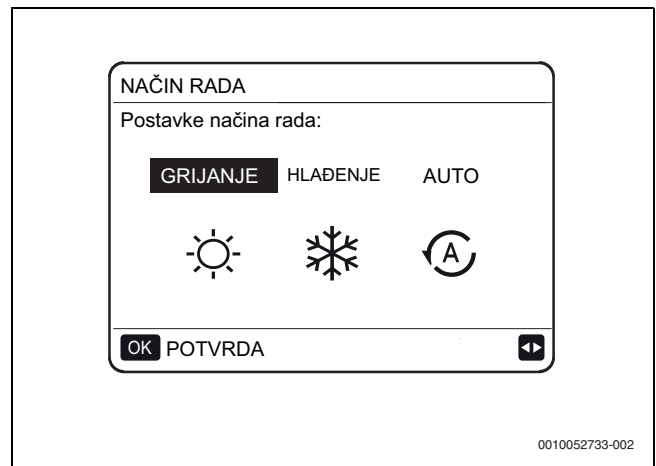 NAČIN RADA
Postavke načina rada:
GRIJANJE HLAĐENJE AUTO
A
OK POTVRDA
0010052733-002